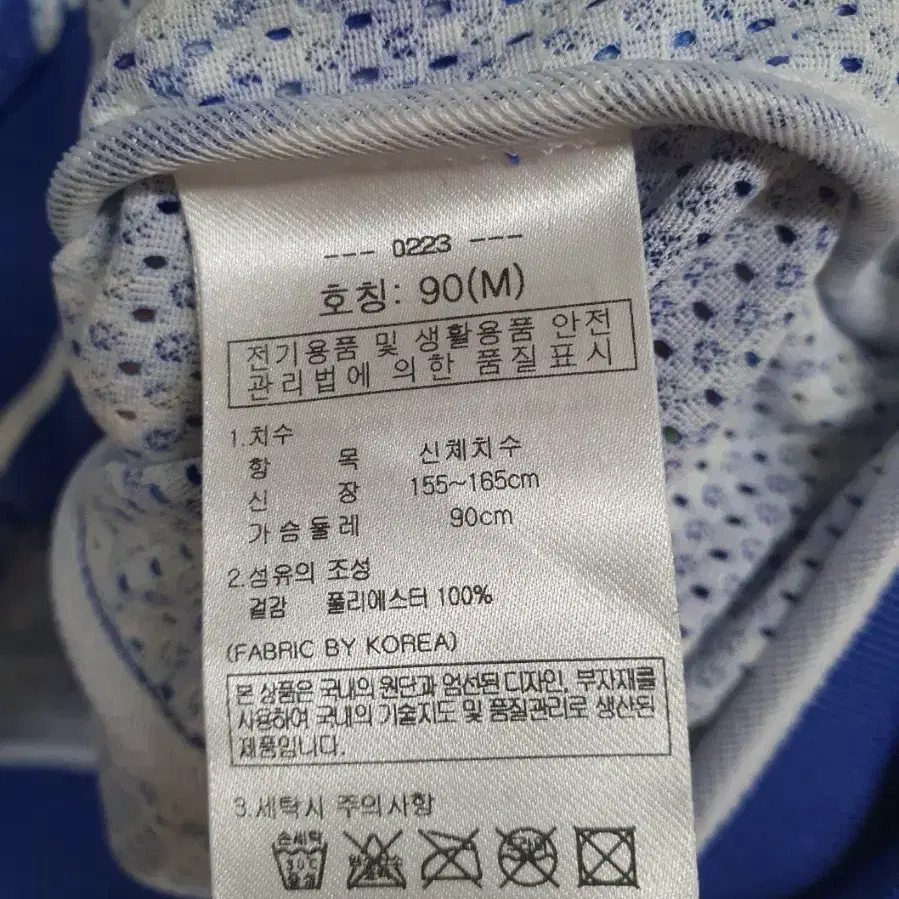 --- 0223 ---
호칭: 90(M)
전기용품 및 생활용품 안전
관리법에 의한 품질표시
1.치수
항 목 신체치수
신 장 155~165cm
가슴둘레 90cm
2.섬유의 조성
겉감 폴리에스터 100%
(FABRIC BY KOREA)
본 상품은 국내의 원단과 엄선된 디자인, 부자재를
사용하여 국내의 기술지도 및 품질관리로 생산된
제품입니다.
3.세탁시 주의사항
손세탁
30℃
중성